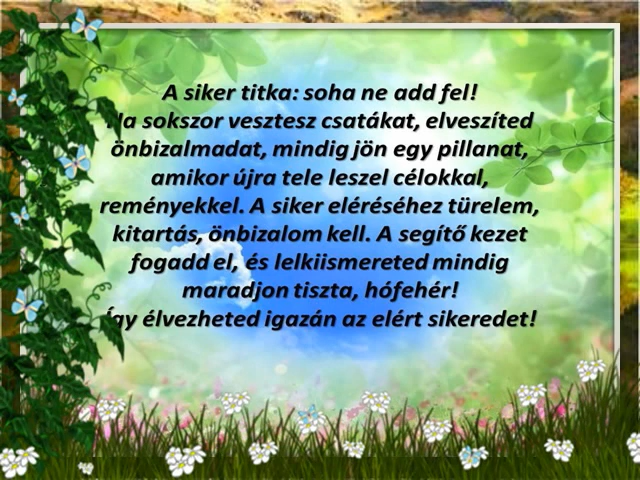 A siker titka: soha ne add fel!
Ha sokszor vesztesz csatákat, elveszíted
önbizalmadat, mindig jön egy pillanat,
amikor újra tele leszel célokkal,
reményekkel. A siker eléréséhez türelem,
kitartás, önbizalom kell. A segítő kezet
fogadd el, és lelkiismereted mindig
maradjon tiszta, hófehér!
Így élvezheted igazán az elért sikeredet!